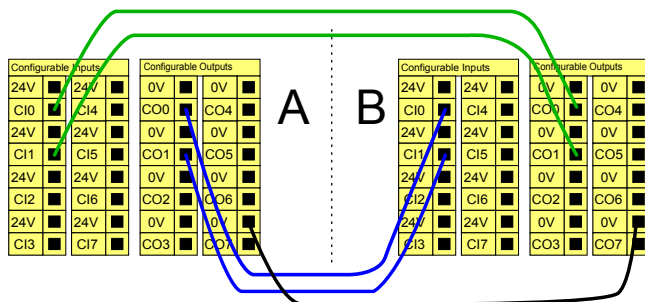 Configurable Inputs
24V 24V
CI0 CI4
24V 24V
CI1 CI5
24V 24V
CI2 CI6
24V 24V
CI3 CI7
Configurable Outputs
0V 0V
CO0 CO4
0V 0V
CO1 CO5
0V 0V
CO2 CO6
0V 0V
CO3 CO7
A
B
Configurable Inputs
24V 24V
CI0 CI4
24V 24V
CI1 CI5
24V 24V
CI2 CI6
24V 24V
CI3 CI7
Configurable Outputs
0V 0V
CO0 CO4
0V 0V
CO1 CO5
0V 0V
CO2 CO6
0V 0V
CO3 CO7